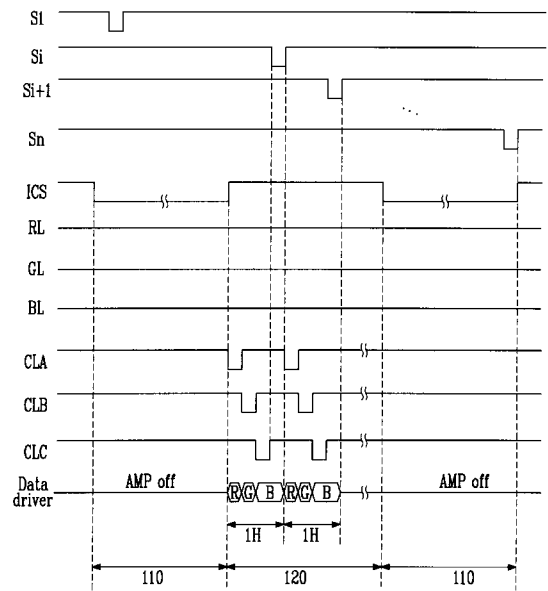 S1
Si
Si+1
...
Sn
ICS
RL
GL
BL
CLA
CLB
CLC
Data driver
AMP off
R G B R G B
AMP off
1H 1H
110 120 110